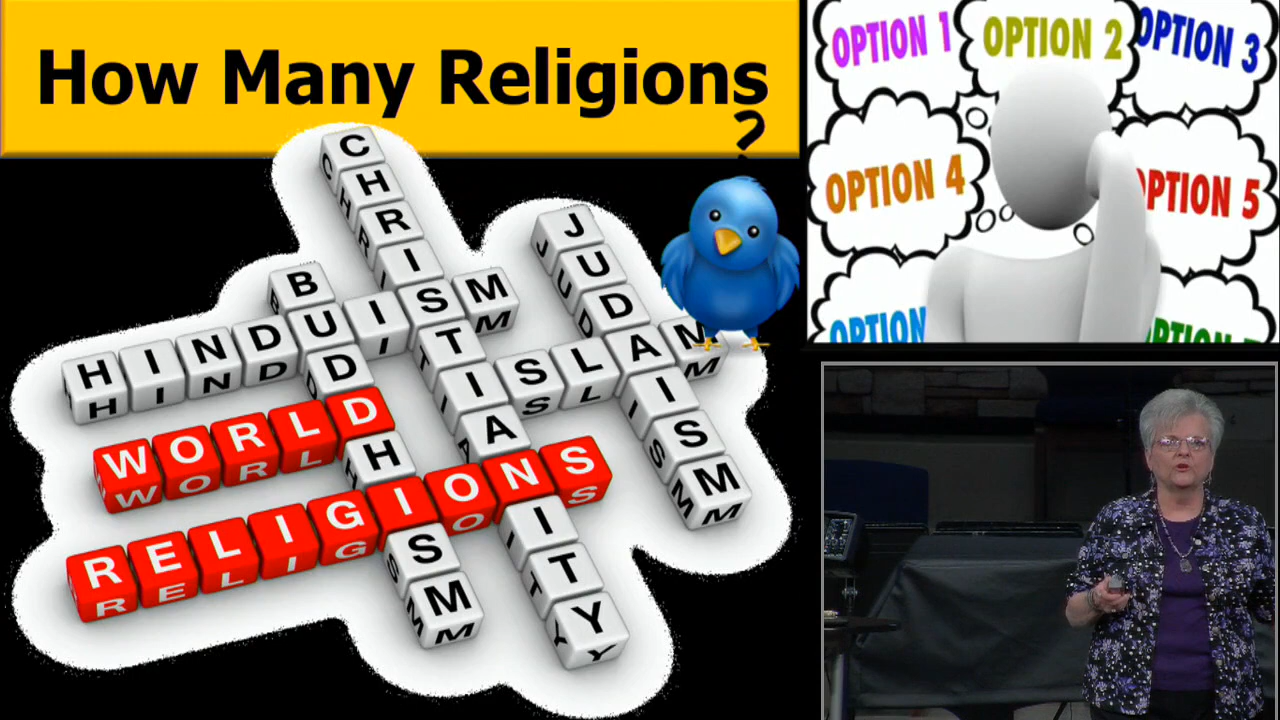 How Many Religions
?
CHRISTIANITY
JUDAISM
BUDDHISM
HINDUISM
ISLAM
WORLD
RELIGIONS
OPTION 1
OPTION 2
OPTION 3
OPTION 4
OPTION 5
OPTION